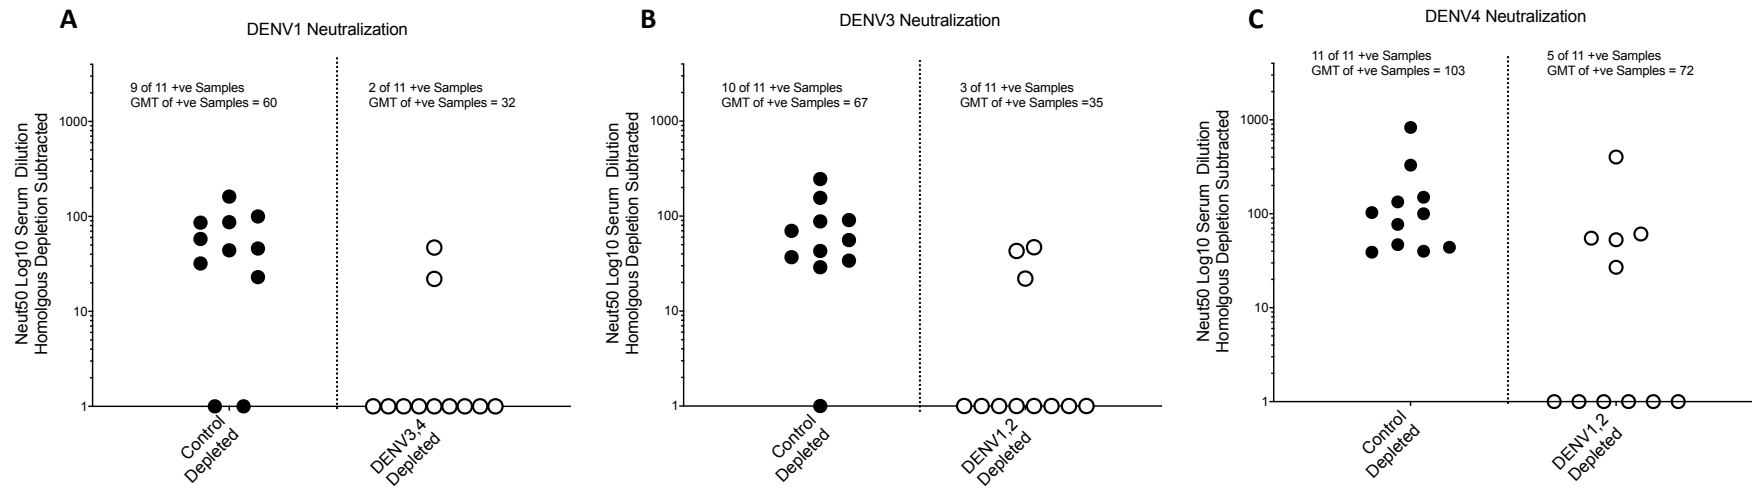 A
DENV1 Neutralization
9 of 11 +ve Samples
GMT of +ve Samples = 60
2 of 11 +ve Samples
GMT of +ve Samples = 32
Neut50 Log10 Serum Dilution
Homolgous Depletion Subtracted
1000
100
10
1
Control
Depleted
DENV3,4
Depleted
B
DENV3 Neutralization
10 of 11 +ve Samples
GMT of +ve Samples = 67
3 of 11 +ve Samples
GMT of +ve Samples =35
Neut50 Log10 Serum Dilution
Homolgous Depletion Subtracted
1000
100
10
1
Control
Depleted
DENV1,2
Depleted
C
DENV4 Neutralization
11 of 11 +ve Samples
GMT of +ve Samples = 103
5 of 11 +ve Samples
GMT of +ve Samples = 72
Neut50 Log10 Serum Dilution
Homolgous Depletion Subtracted
1000
100
10
1
Control
Depleted
DENV1,2
Depleted